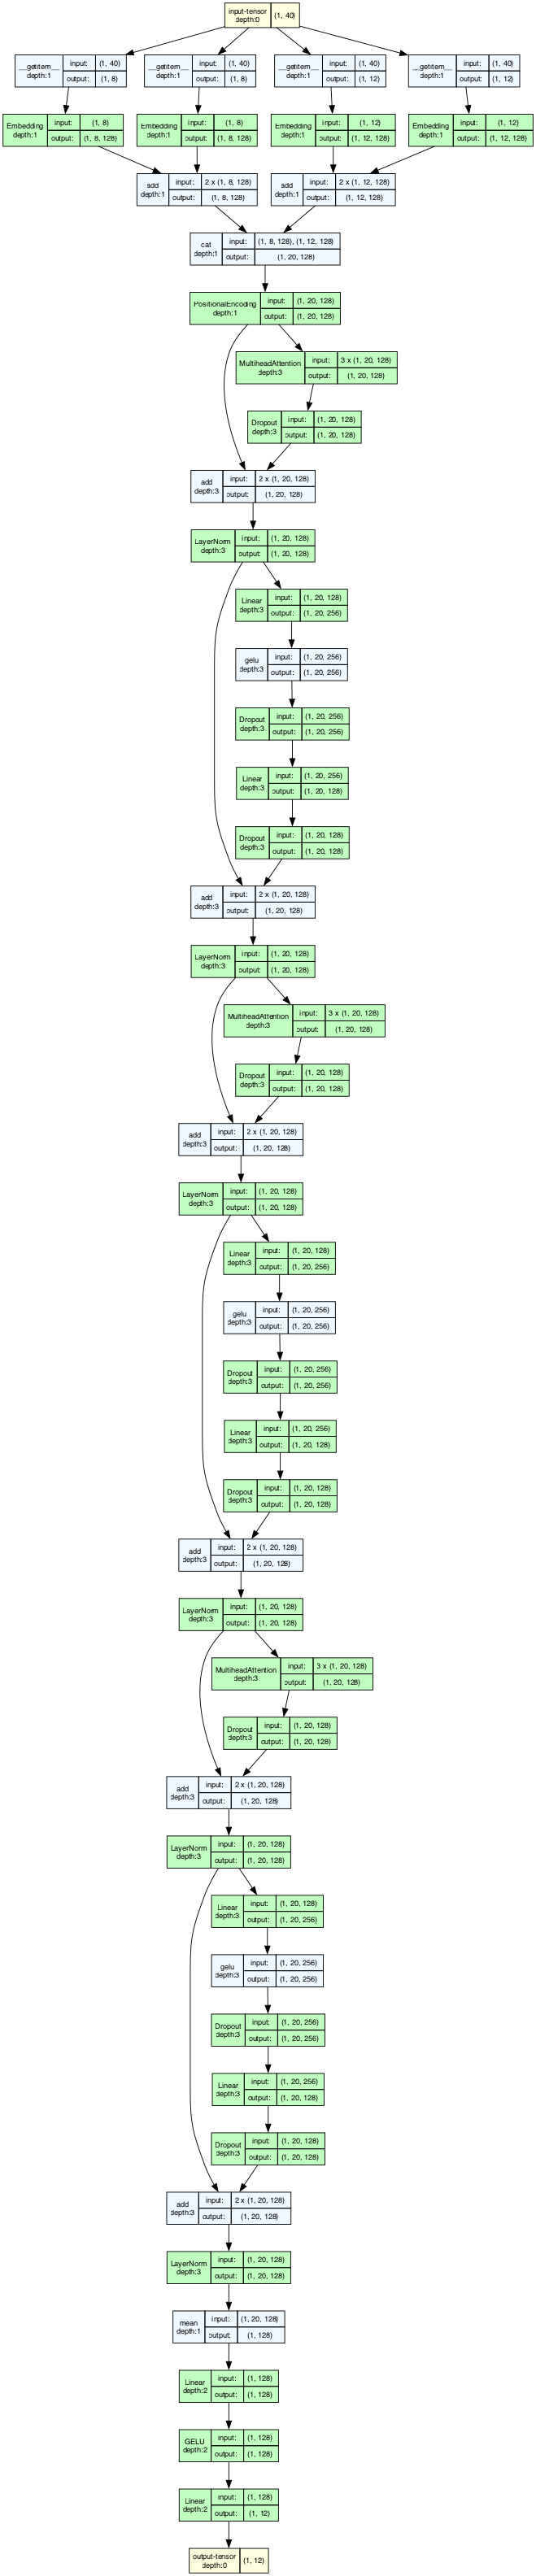 input-tensor
depth:0
(1, 40)
__getitem__
depth:1
input:
(1, 40)
output:
(1, 8)
__getitem__
depth:1
input:
(1, 40)
output:
(1, 8)
__getitem__
depth:1
input:
(1, 40)
output:
(1, 12)
__getitem__
depth:1
input:
(1, 40)
output:
(1, 12)
Embedding
depth:1
input:
(1, 8)
output:
(1, 8, 128)
Embedding
depth:1
input:
(1, 8)
output:
(1, 8, 128)
Embedding
depth:1
input:
(1, 12)
output:
(1, 12, 128)
Embedding
depth:1
input:
(1, 12)
output:
(1, 12, 128)
add
depth:1
input:
2 x (1, 8, 128)
output:
(1, 8, 128)
add
depth:1
input:
2 x (1, 12, 128)
output:
(1, 12, 128)
cat
depth:1
input:
(1, 8, 128), (1, 12, 128)
output:
(1, 20, 128)
PositionalEncoding
depth:1
input:
(1, 20, 128)
output:
(1, 20, 128)
MultiheadAttention
depth:3
input:
3 x (1, 20, 128)
output:
(1, 20, 128)
Dropout
depth:3
input:
(1, 20, 128)
output:
(1, 20, 128)
add
depth:3
input:
2 x (1, 20, 128)
output:
(1, 20, 128)
LayerNorm
depth:3
input:
(1, 20, 128)
output:
(1, 20, 128)
Linear
depth:3
input:
(1, 20, 128)
output:
(1, 20, 256)
gelu
depth:3
input:
(1, 20, 256)
output:
(1, 20, 256)
Dropout
depth:3
input:
(1, 20, 256)
output:
(1, 20, 256)
Linear
depth:3
input:
(1, 20, 256)
output:
(1, 20, 128)
Dropout
depth:3
input:
(1, 20, 128)
output:
(1, 20, 128)
add
depth:3
input:
2 x (1, 20, 128)
output:
(1, 20, 128)
LayerNorm
depth:3
input:
(1, 20, 128)
output:
(1, 20, 128)
MultiheadAttention
depth:3
input:
3 x (1, 20, 128)
output:
(1, 20, 128)
Dropout
depth:3
input:
(1, 20, 128)
output:
(1, 20, 128)
add
depth:3
input:
2 x (1, 20, 128)
output:
(1, 20, 128)
LayerNorm
depth:3
input:
(1, 20, 128)
output:
(1, 20, 128)
Linear
depth:3
input:
(1, 20, 128)
output:
(1, 20, 256)
gelu
depth:3
input:
(1, 20, 256)
output:
(1, 20, 256)
Dropout
depth:3
input:
(1, 20, 256)
output:
(1, 20, 256)
Linear
depth:3
input:
(1, 20, 256)
output:
(1, 20, 128)
Dropout
depth:3
input:
(1, 20, 128)
output:
(1, 20, 128)
add
depth:3
input:
2 x (1, 20, 128)
output:
(1, 20, 128)
LayerNorm
depth:3
input:
(1, 20, 128)
output:
(1, 20, 128)
MultiheadAttention
depth:3
input:
3 x (1, 20, 128)
output:
(1, 20, 128)
Dropout
depth:3
input:
(1, 20, 128)
output:
(1, 20, 128)
add
depth:3
input:
2 x (1, 20, 128)
output:
(1, 20, 128)
LayerNorm
depth:3
input:
(1, 20, 128)
output:
(1, 20, 128)
Linear
depth:3
input:
(1, 20, 128)
output:
(1, 20, 256)
gelu
depth:3
input:
(1, 20, 256)
output:
(1, 20, 256)
Dropout
depth:3
input:
(1, 20, 256)
output:
(1, 20, 256)
Linear
depth:3
input:
(1, 20, 256)
output:
(1, 20, 128)
Dropout
depth:3
input:
(1, 20, 128)
output:
(1, 20, 128)
add
depth:3
input:
2 x (1, 20, 128)
output:
(1, 20, 128)
LayerNorm
depth:3
input:
(1, 20, 128)
output:
(1, 20, 128)
mean
depth:1
input:
(1, 20, 128)
output:
(1, 128)
Linear
depth:2
input:
(1, 128)
output:
(1, 128)
GELU
depth:2
input:
(1, 128)
output:
(1, 128)
Linear
depth:2
input:
(1, 128)
output:
(1, 12)
output-tensor
depth:0
(1, 12)